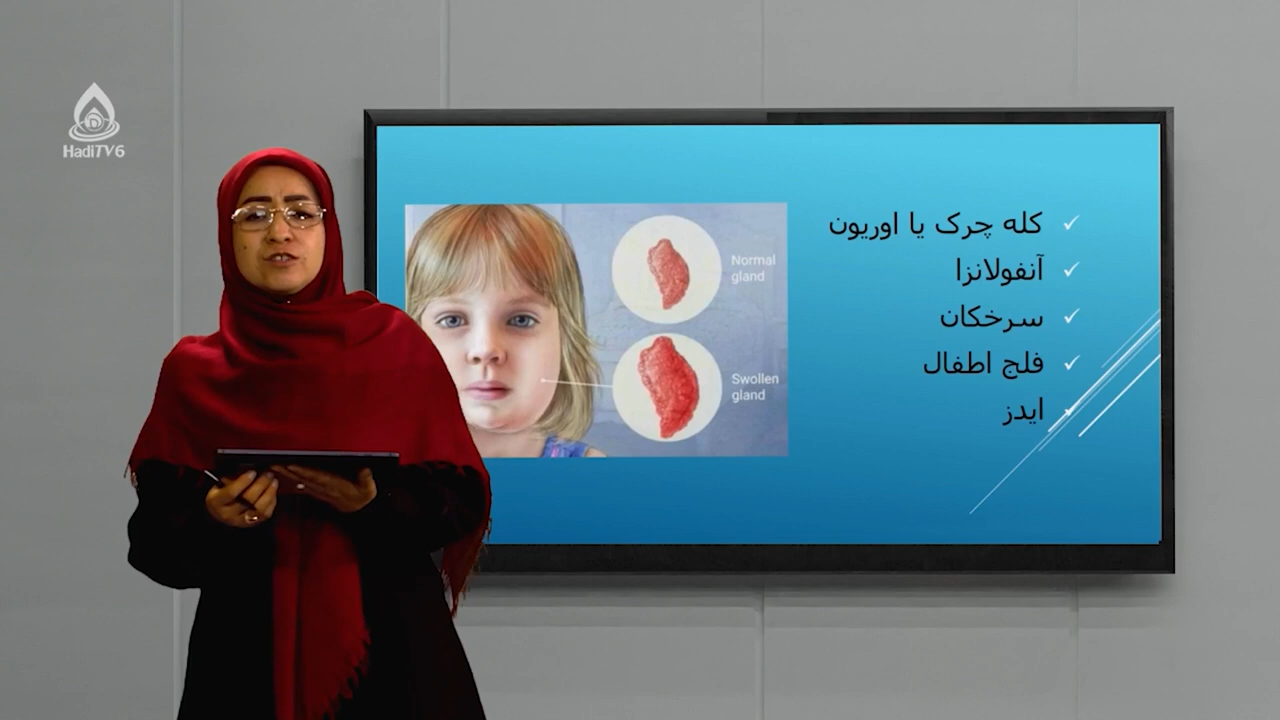 HadiTV6
کله چرک یا اوریون
آنفولانزا
سرخکان
فلج اطفال
ایدز
Normal
gland
Swollen
gland